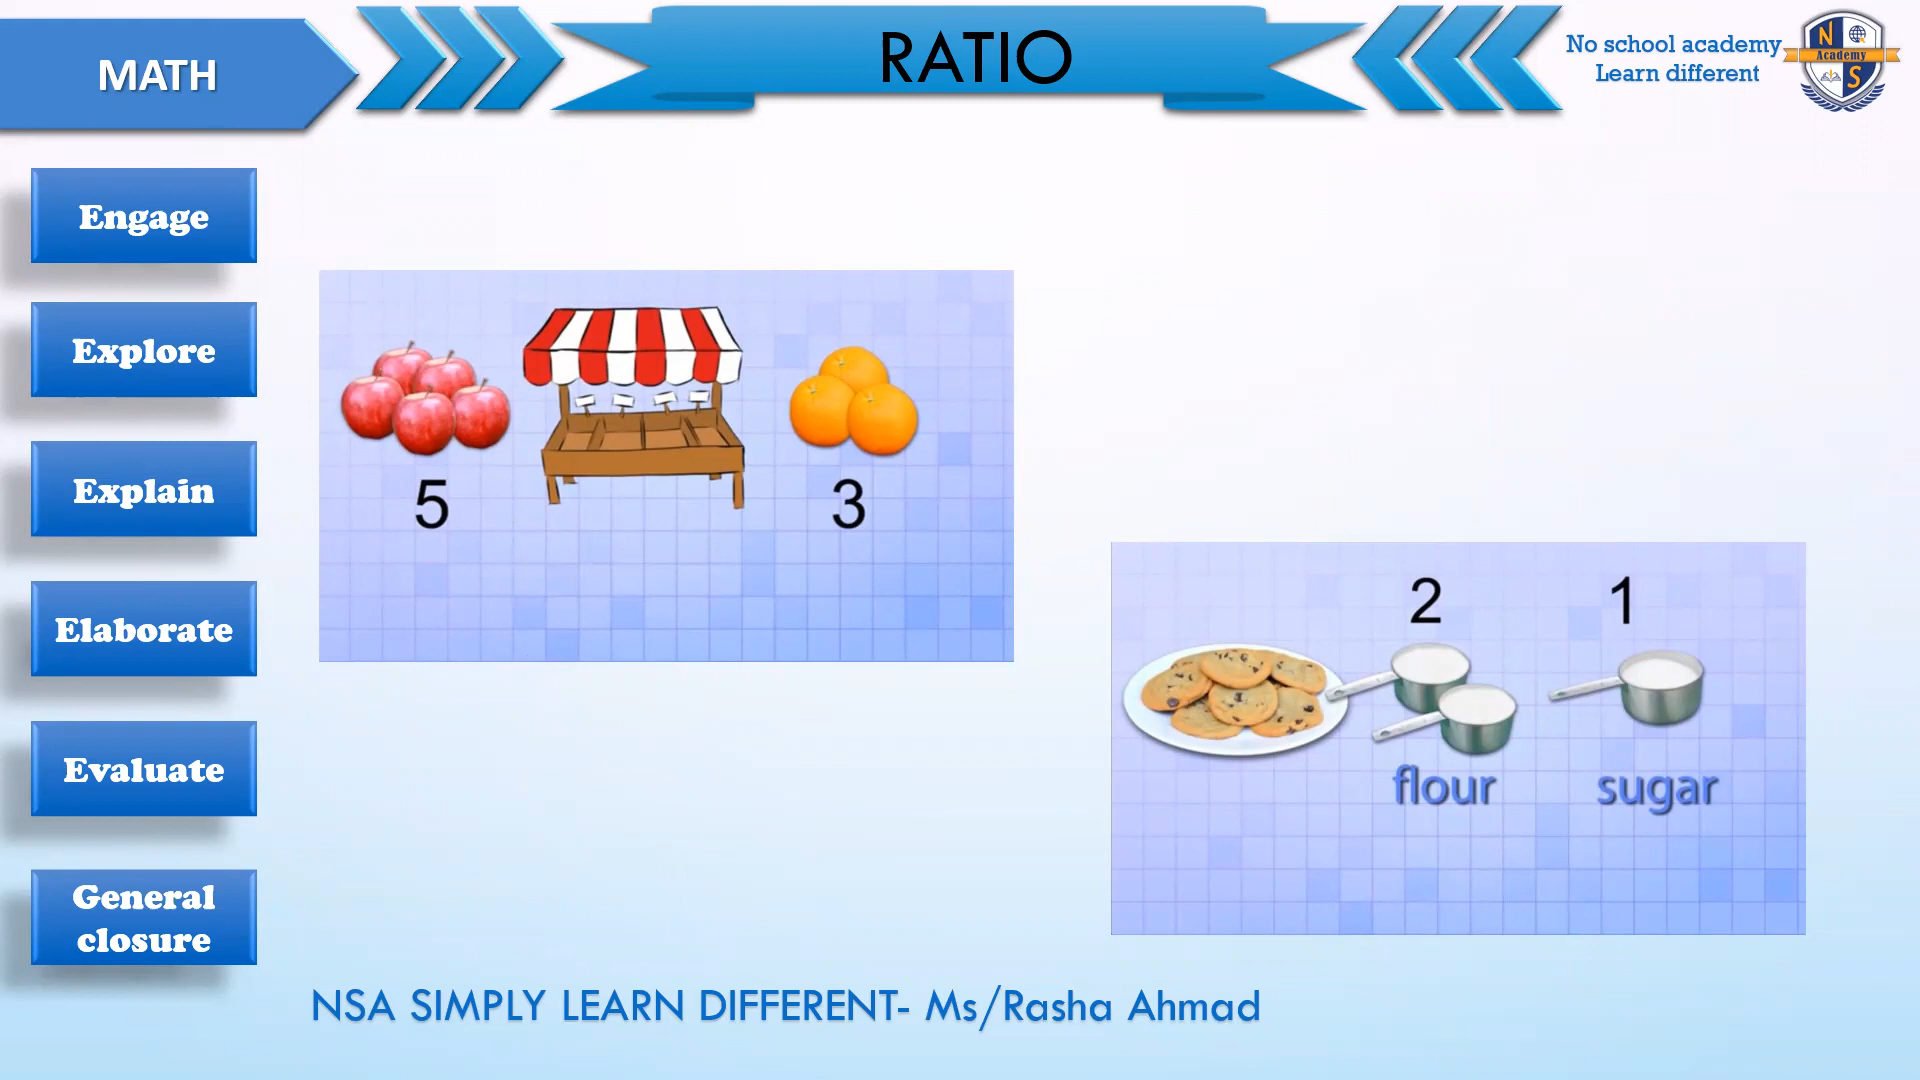 MATH
RATIO
No school academy
Learn different
N
Academy
S
Engage
Explore
Explain
Elaborate
Evaluate
General
closure
5
3
2
1
flour
sugar
NSA SIMPLY LEARN DIFFERENT- Ms/Rasha Ahmad